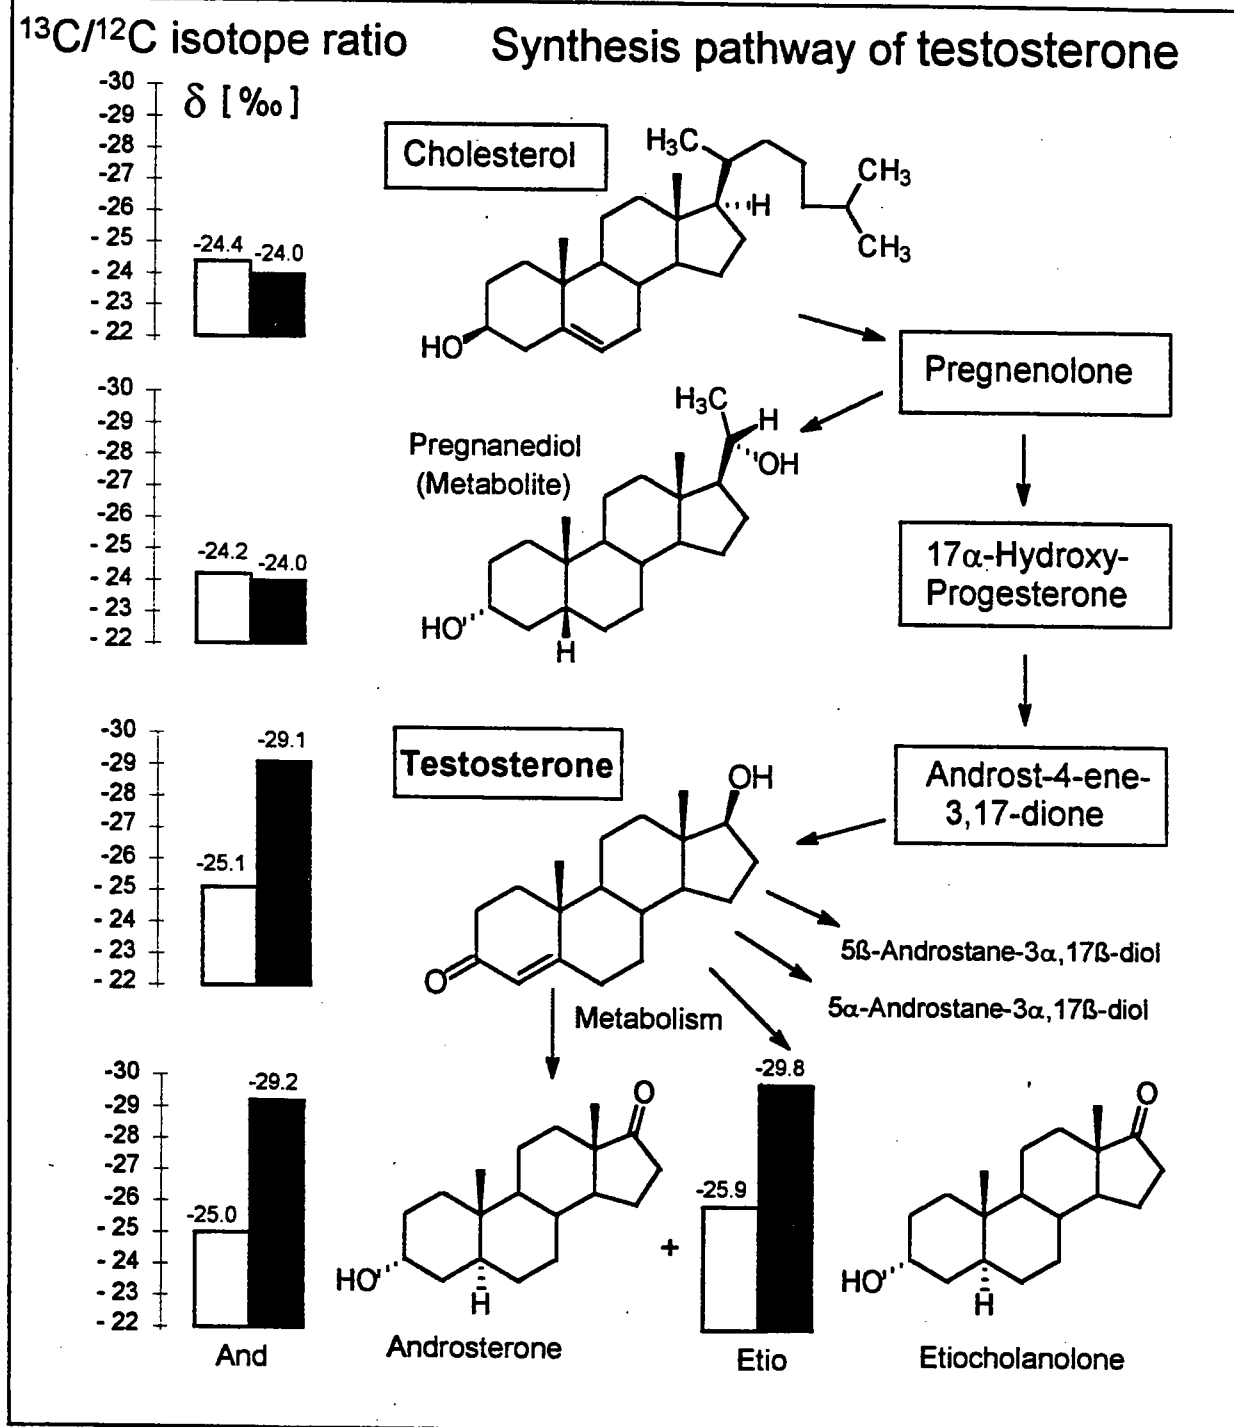 ¹³C/¹²C isotope ratio
Synthesis pathway of testosterone
δ [‰]
-30
-29
-28
-27
-26
- 25
- 24
- 23
- 22
-24.4
-24.0
Cholesterol
H₃C
CH₃
CH₃
H
HO
Pregnenolone
-30
-29
-28
-27
-26
- 25
- 24
- 23
- 22
-24.2
-24.0
Pregnanediol
(Metabolite)
H₃C
H
OH
HO
H
17α-Hydroxy-
Progesterone
-30
-29
-28
-27
-26
- 25
- 24
- 23
- 22
-25.1
-29.1
Testosterone
OH
O
Androst-4-ene-
3,17-dione
5ß-Androstane-3α,17ß-diol
5α-Androstane-3α,17ß-diol
Metabolism
-30
-29
-28
-27
-26
- 25
- 24
- 23
- 22
-25.0
-29.2
And
O
HO
H
Androsterone
+
-25.9
-29.8
Etio
O
HO
H
Etiocholanolone